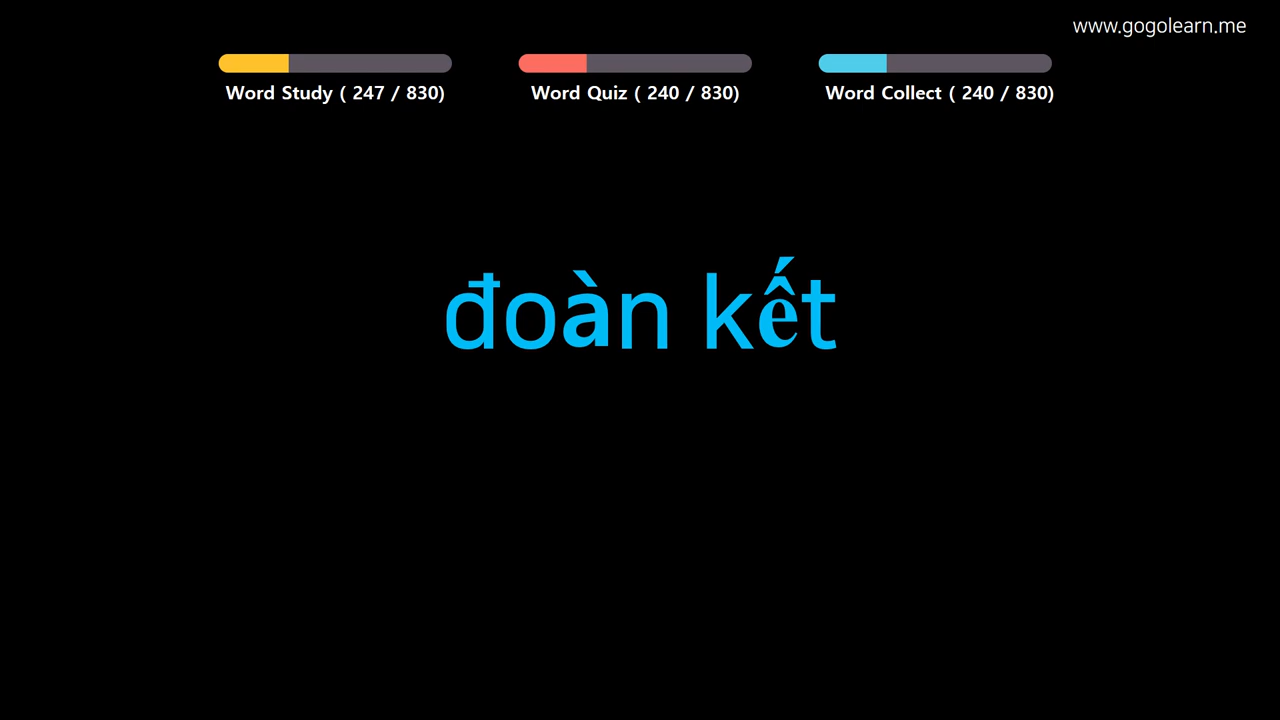 www.gogolearn.me
Word Study ( 247 / 830)
Word Quiz ( 240 / 830)
Word Collect ( 240 / 830)
đoàn kết